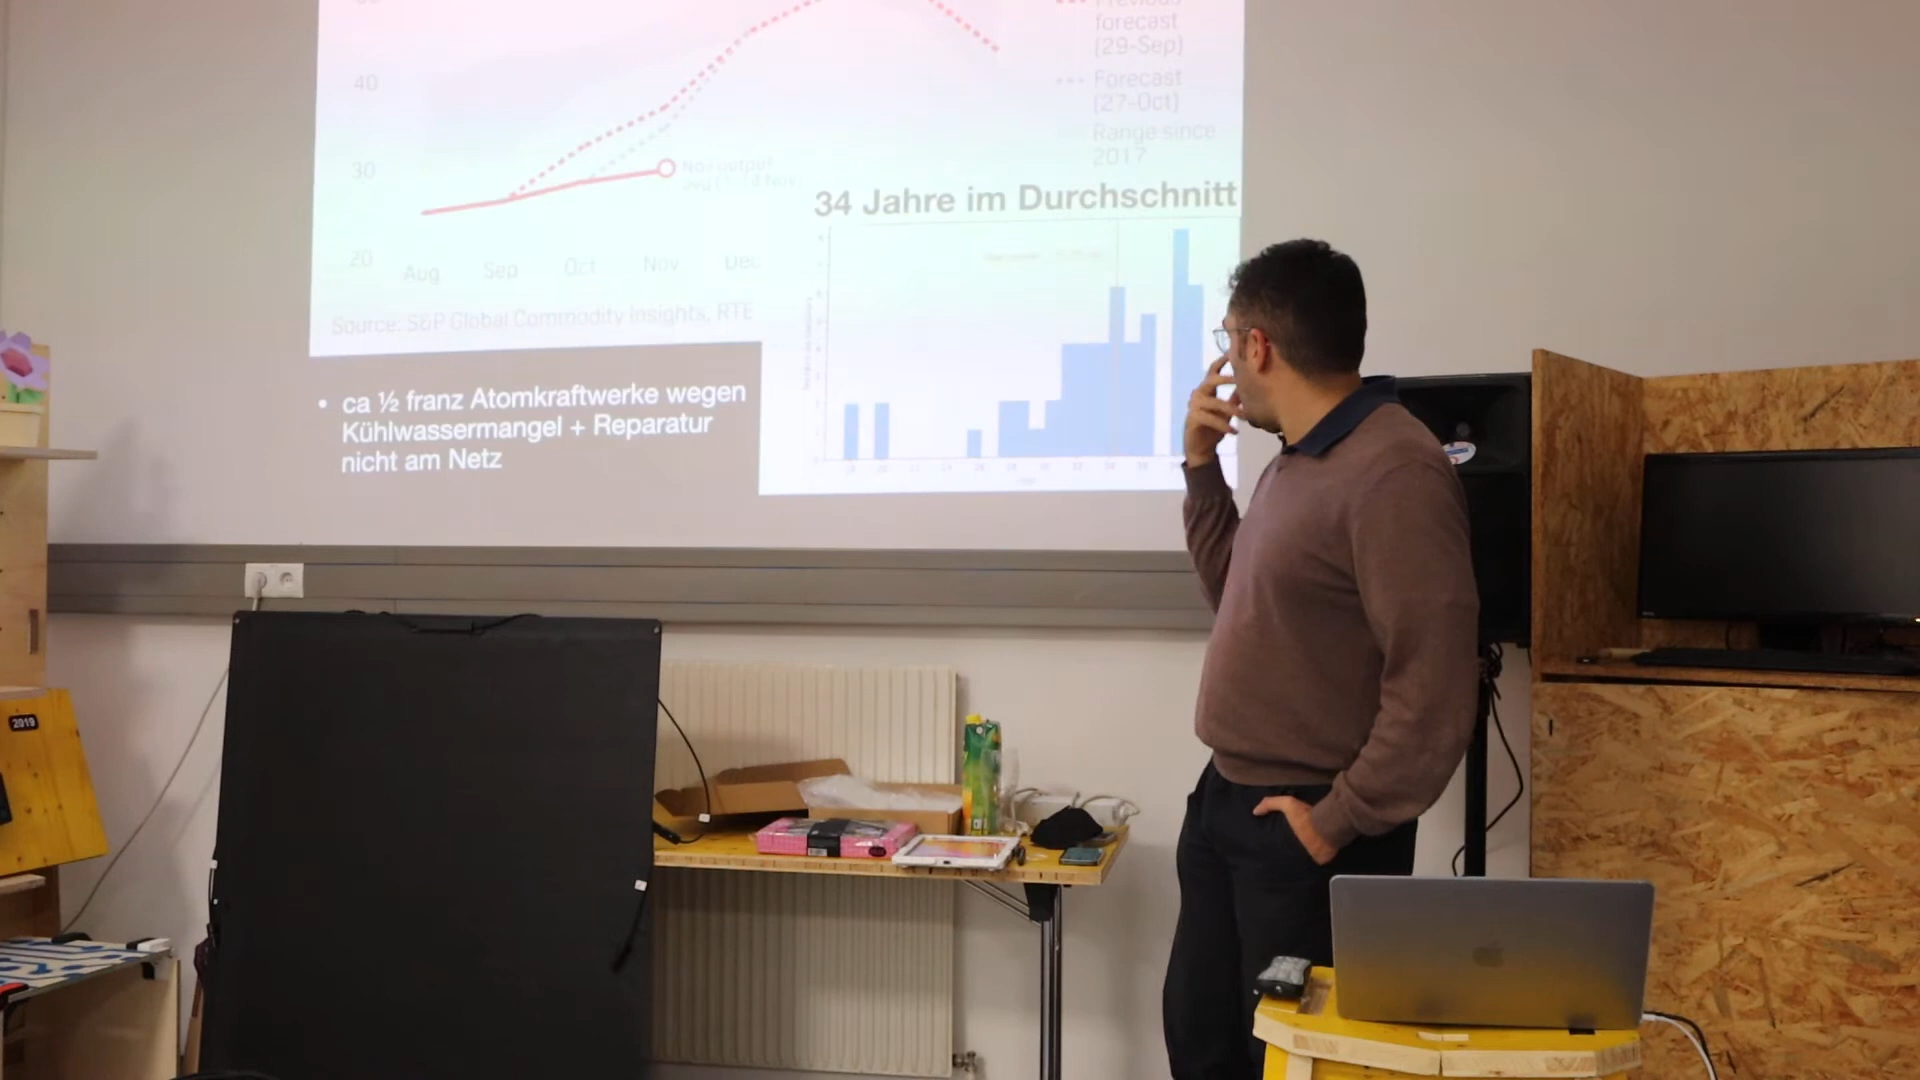 forecast
(29-Sep)
40
Forecast
(27-Oct)
Range since
2017
30
34 Jahre im Durchschnitt
20
Aug Sep Oct Nov Dec
Source: S&P Global Commodity Insights, RTE
• ca ½ franz Atomkraftwerke wegen
Kühlwassermangel + Reparatur
nicht am Netz
2019